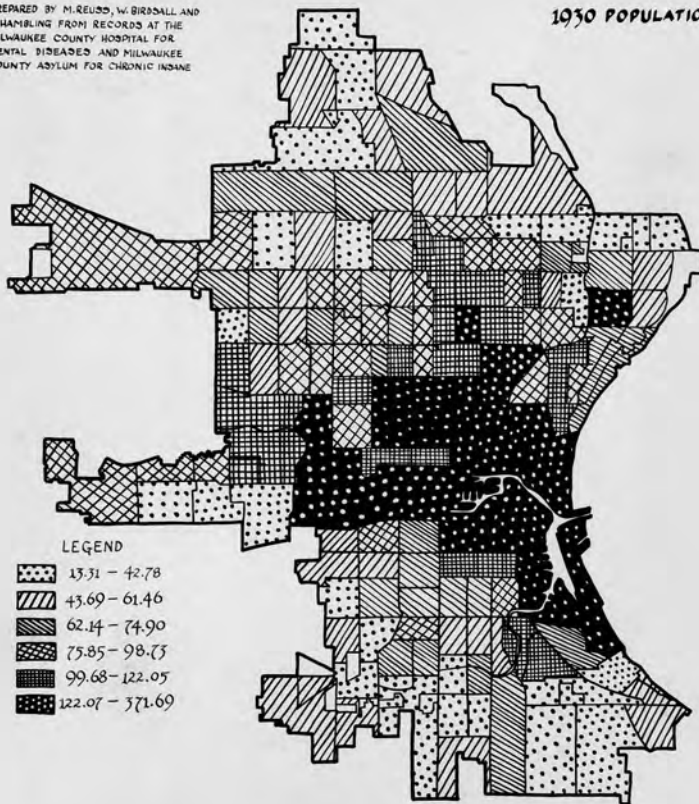 PREPARED BY M. REUSS, W. BIRDSALL AND
HAMBLING FROM RECORDS AT THE
MILWAUKEE COUNTY HOSPITAL FOR
MENTAL DISEASES AND MILWAUKEE
COUNTY ASYLUM FOR CHRONIC INSANE
1930 POPULATIO
LEGEND
13.31 – 42.78
43.69 – 61.46
62.14 – 74.90
75.85 – 98.73
99.68 – 122.05
122.07 – 371.69